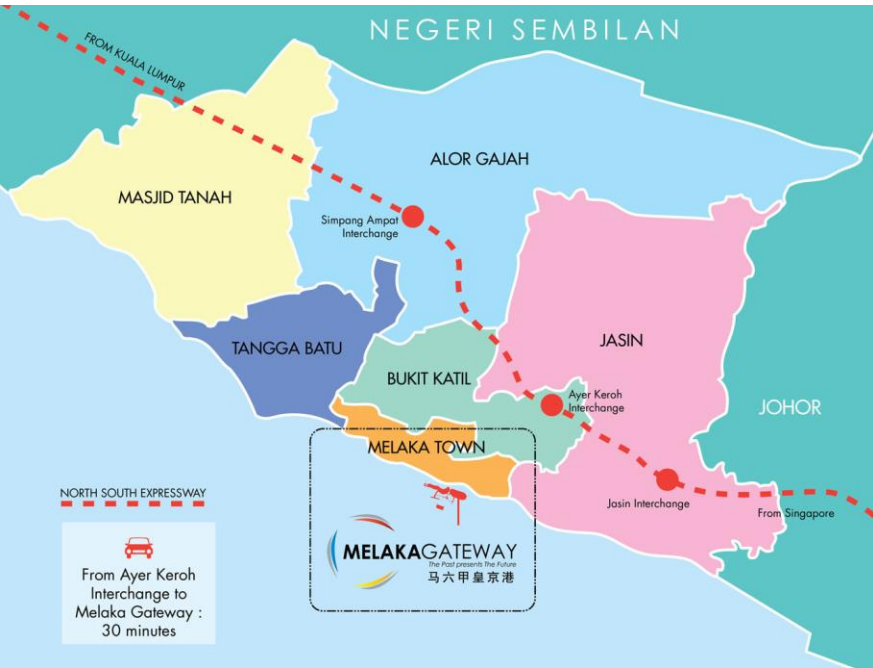 NEGERI SEMBILAN
FROM KUALA LUMPUR
ALOR GAJAH
MASJID TANAH
Simpang Ampat
Interchange
TANGGA BATU
JASIN
BUKIT KATIL
Ayer Keroh
Interchange
JOHOR
MELAKA TOWN
NORTH SOUTH EXPRESSWAY
Jasin Interchange
From Singapore
MELAKAGATEWAY
The Past presents The Future
马六甲皇京港
From Ayer Keroh
Interchange to
Melaka Gateway :
30 minutes